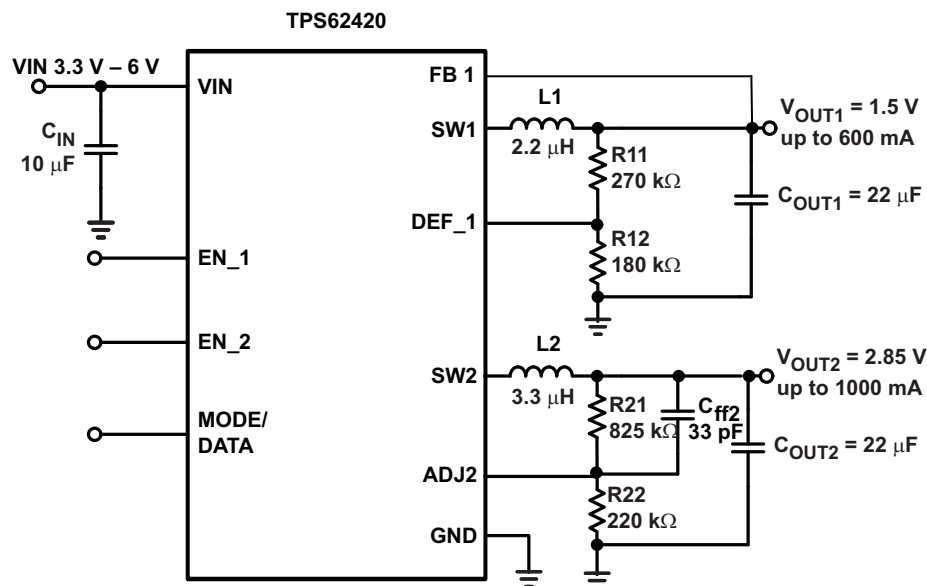 TPS62420
VIN 3.3 V – 6 V
VIN
FB 1
L1
SW1
2.2 μH
V_OUT1 = 1.5 V
up to 600 mA
C_IN
10 μF
R11
270 kΩ
C_OUT1 = 22 μF
DEF_1
R12
180 kΩ
EN_1
EN_2
L2
SW2
3.3 μH
V_OUT2 = 2.85 V
up to 1000 mA
R21
825 kΩ
C_ff2
33 pF
C_OUT2 = 22 μF
MODE/
DATA
ADJ2
R22
220 kΩ
GND